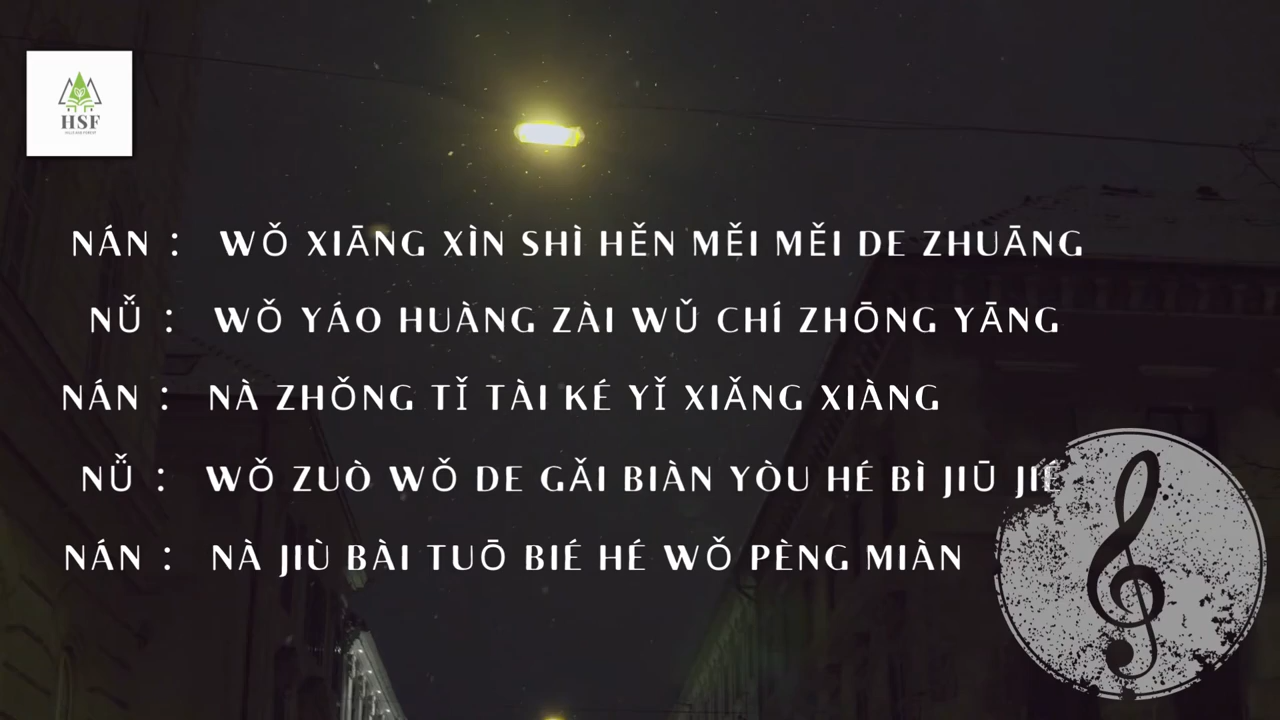 HSF
NÁN : WǑ XIĀNG XÌN SHÌ HĚN MĚI MĚI DE ZHUĀNG
NǙ : WǑ YÁO HUÀNG ZÀI WǓ CHÍ ZHŌNG YĀNG
NÁN : NÀ ZHǑNG TǏ TÀI KÉ YǏ XIǍNG XIÀNG
NǙ : WǑ ZUÒ WǑ DE GǍI BIÀN YÒU HÉ BÌ JIŪ JIÉ
NÁN : NÀ JIÙ BÀI TUŌ BIÉ HÉ WǑ PÈNG MIÀN